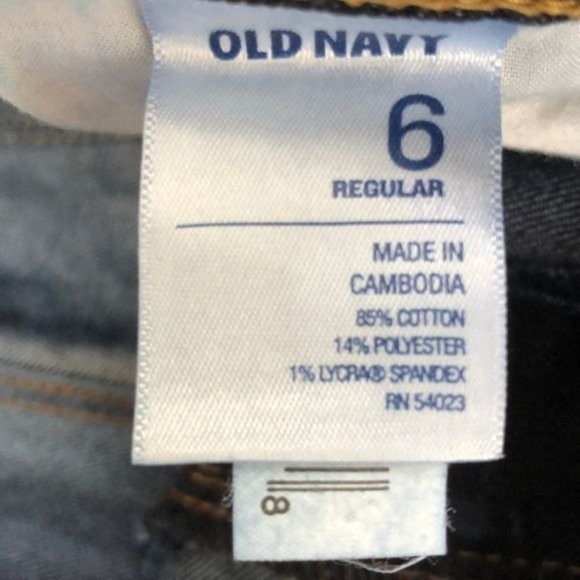 OLD NAVY
6
REGULAR
MADE IN
CAMBODIA
85% COTTON
14% POLYESTER
1% LYCRA® SPANDEX
RN 54023
8